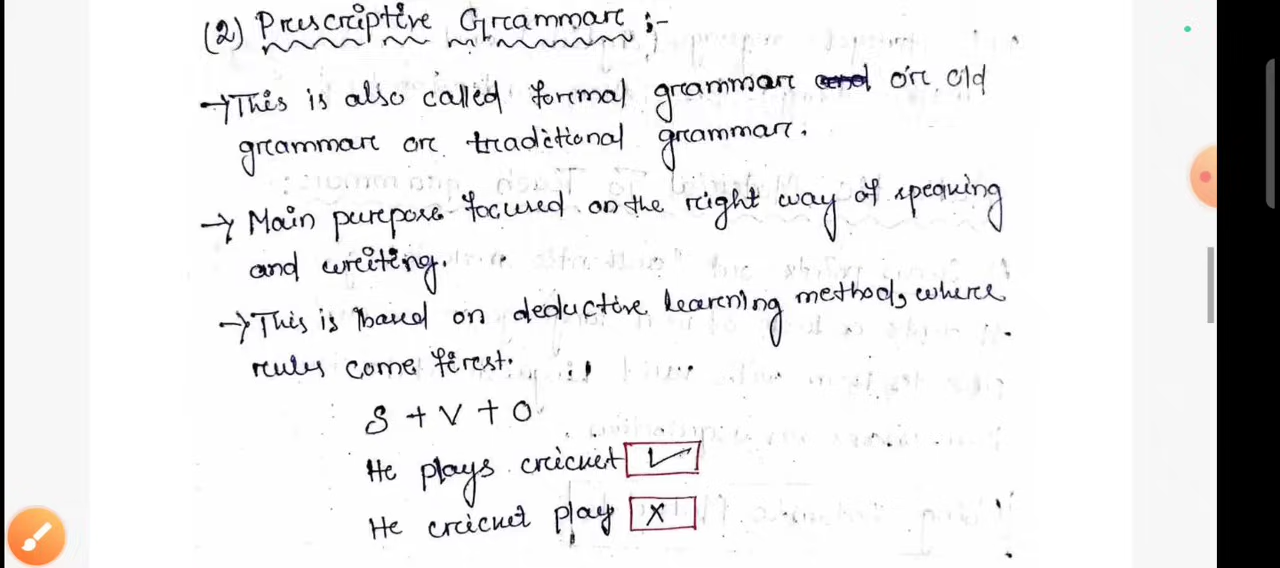 (2) Prescriptive Grammar :-
→ This is also called formal grammar and or old
grammar or traditional grammar.
→ Main purpose focused on the right way of speaking
and writing.
→ This is based on deductive learning method, where
rules come first.
S + V + O
He plays cricket ✓
He cricket play ×